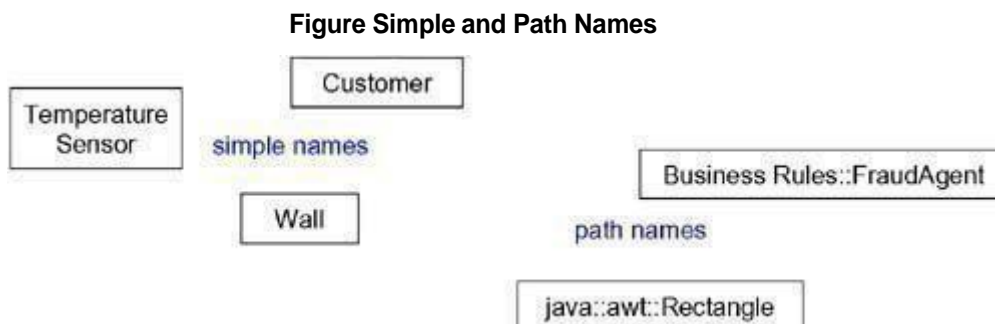 Figure Simple and Path Names
Customer
Temperature
Sensor
simple names
Business Rules::FraudAgent
Wall
path names
java::awt::Rectangle